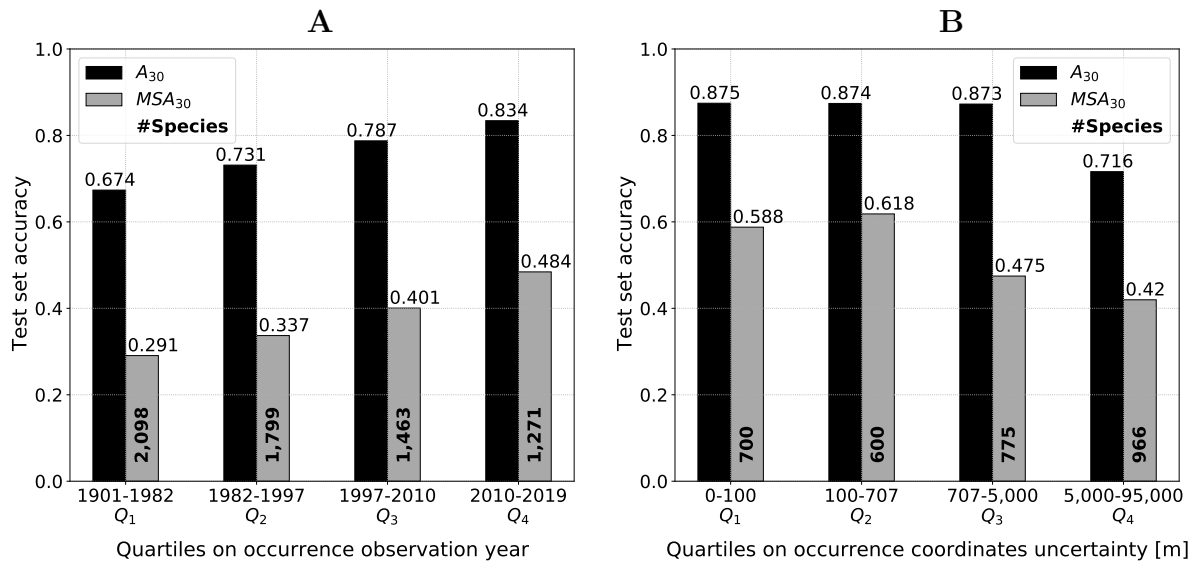 A
A30
MSA30
#Species
Test set accuracy
1.0
0.8
0.6
0.4
0.2
0.0
0.674
0.291
2,098
0.731
0.337
1,799
0.787
0.401
1,463
0.834
0.484
1,271
1901-1982 1982-1997 1997-2010 2010-2019
Q1 Q2 Q3 Q4
Quartiles on occurrence observation year
B
A30
MSA30
#Species
Test set accuracy
1.0
0.8
0.6
0.4
0.2
0.0
0.875
0.588
700
0.874
0.618
600
0.873
0.475
775
0.716
0.42
966
0-100 100-707 707-5,000 5,000-95,000
Q1 Q2 Q3 Q4
Quartiles on occurrence coordinates uncertainty [m]